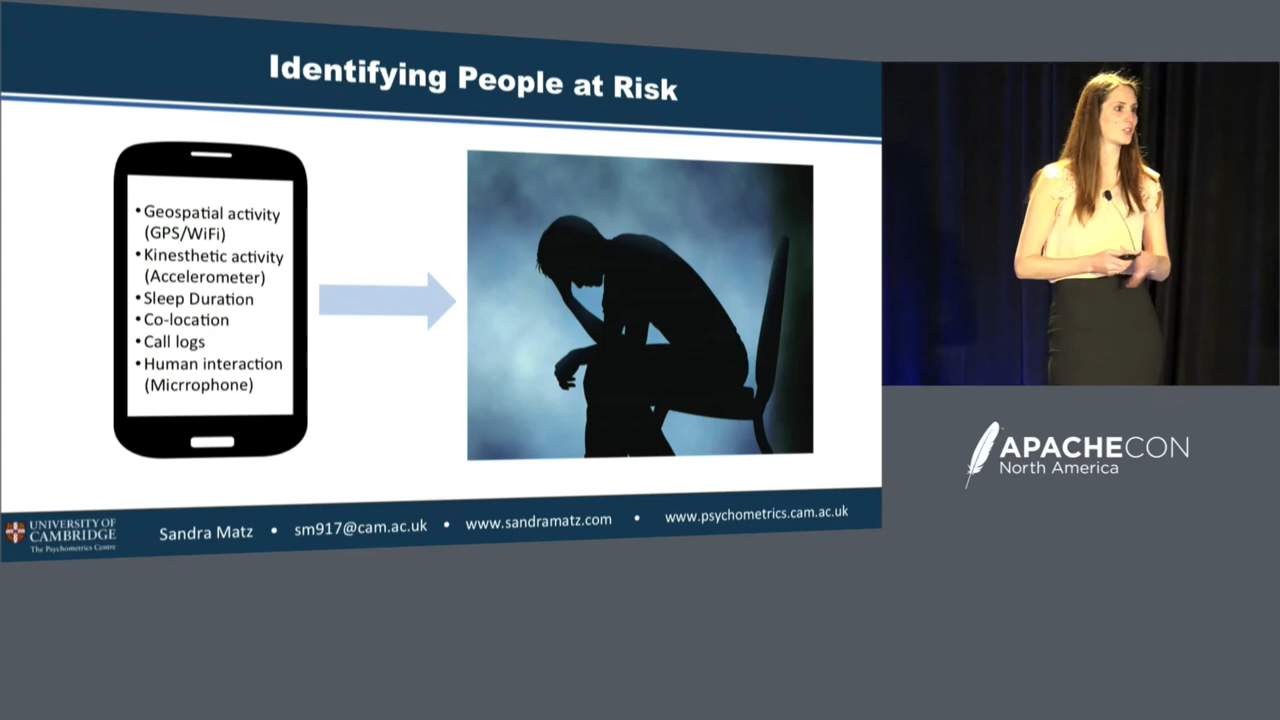 Identifying People at Risk
• Geospatial activity
(GPS/WiFi)
• Kinesthetic activity
(Accelerometer)
• Sleep Duration
• Co-location
• Call logs
• Human interaction
(Micrrophone)
UNIVERSITY OF
CAMBRIDGE
The Psychometrics Centre
Sandra Matz • sm917@cam.ac.uk • www.sandramatz.com • www.psychometrics.cam.ac.uk
APACHECON
North America